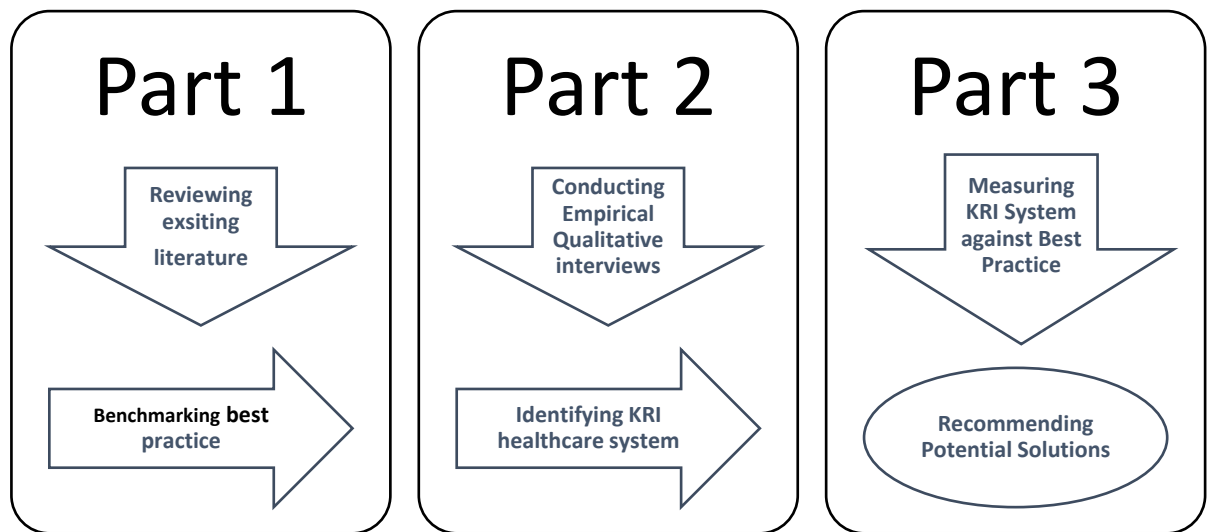 Part 1
Reviewing
exsiting
literature
Benchmarking best
practice
Part 2
Conducting
Empirical
Qualitative
interviews
Identifying KRI
healthcare system
Part 3
Measuring
KRI System
against Best
Practice
Recommending
Potential Solutions